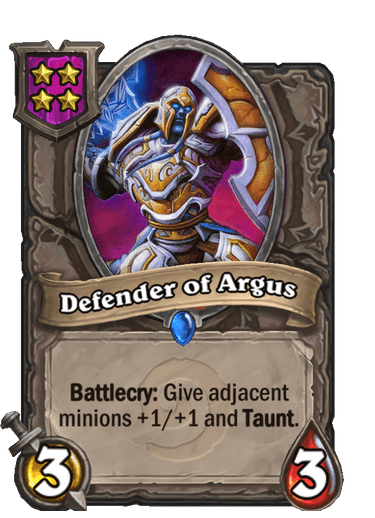 Defender of Argus
Battlecry: Give adjacent
minions +1/+1 and Taunt.
3
3